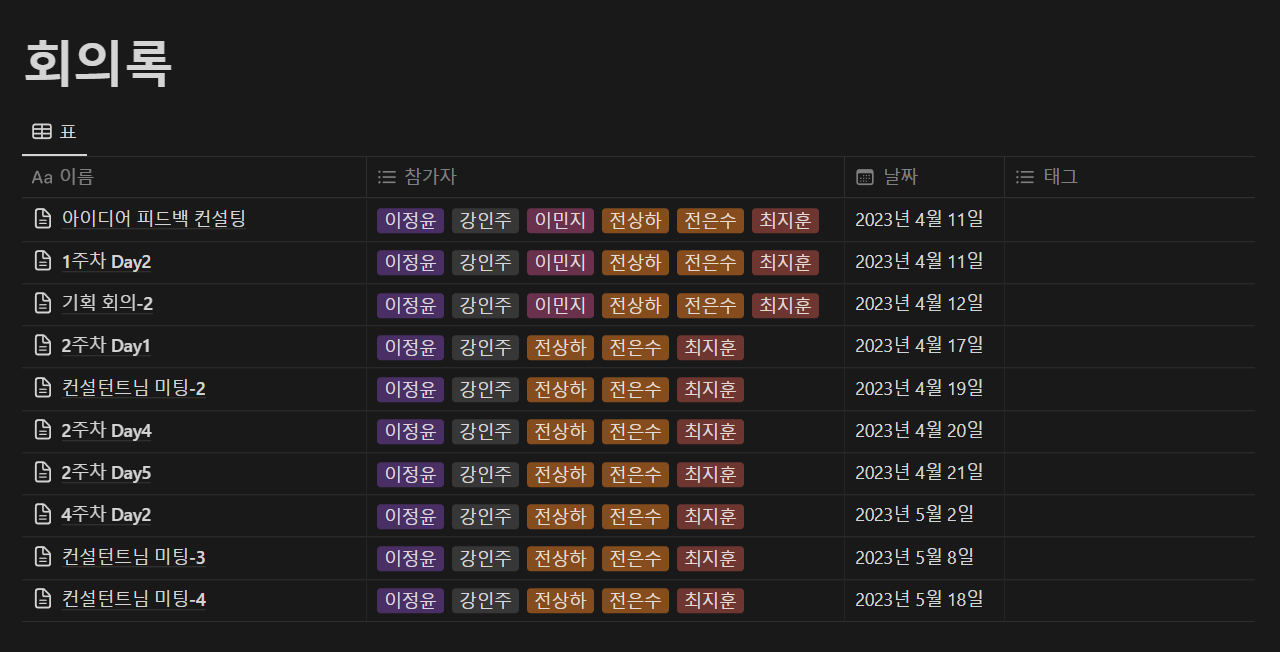 회의록
표
Aa 이름 참가자 날짜 태그
아이디어 피드백 컨설팅 이정윤 강인주 이민지 전상하 전은수 최지훈 2023년 4월 11일
1주차 Day2 이정윤 강인주 이민지 전상하 전은수 최지훈 2023년 4월 11일
기획 회의-2 이정윤 강인주 이민지 전상하 전은수 최지훈 2023년 4월 12일
2주차 Day1 이정윤 강인주 전상하 전은수 최지훈 2023년 4월 17일
컨설턴트님 미팅-2 이정윤 강인주 전상하 전은수 최지훈 2023년 4월 19일
2주차 Day4 이정윤 강인주 전상하 전은수 최지훈 2023년 4월 20일
2주차 Day5 이정윤 강인주 전상하 전은수 최지훈 2023년 4월 21일
4주차 Day2 이정윤 강인주 전상하 전은수 최지훈 2023년 5월 2일
컨설턴트님 미팅-3 이정윤 강인주 전상하 전은수 최지훈 2023년 5월 8일
컨설턴트님 미팅-4 이정윤 강인주 전상하 전은수 최지훈 2023년 5월 18일